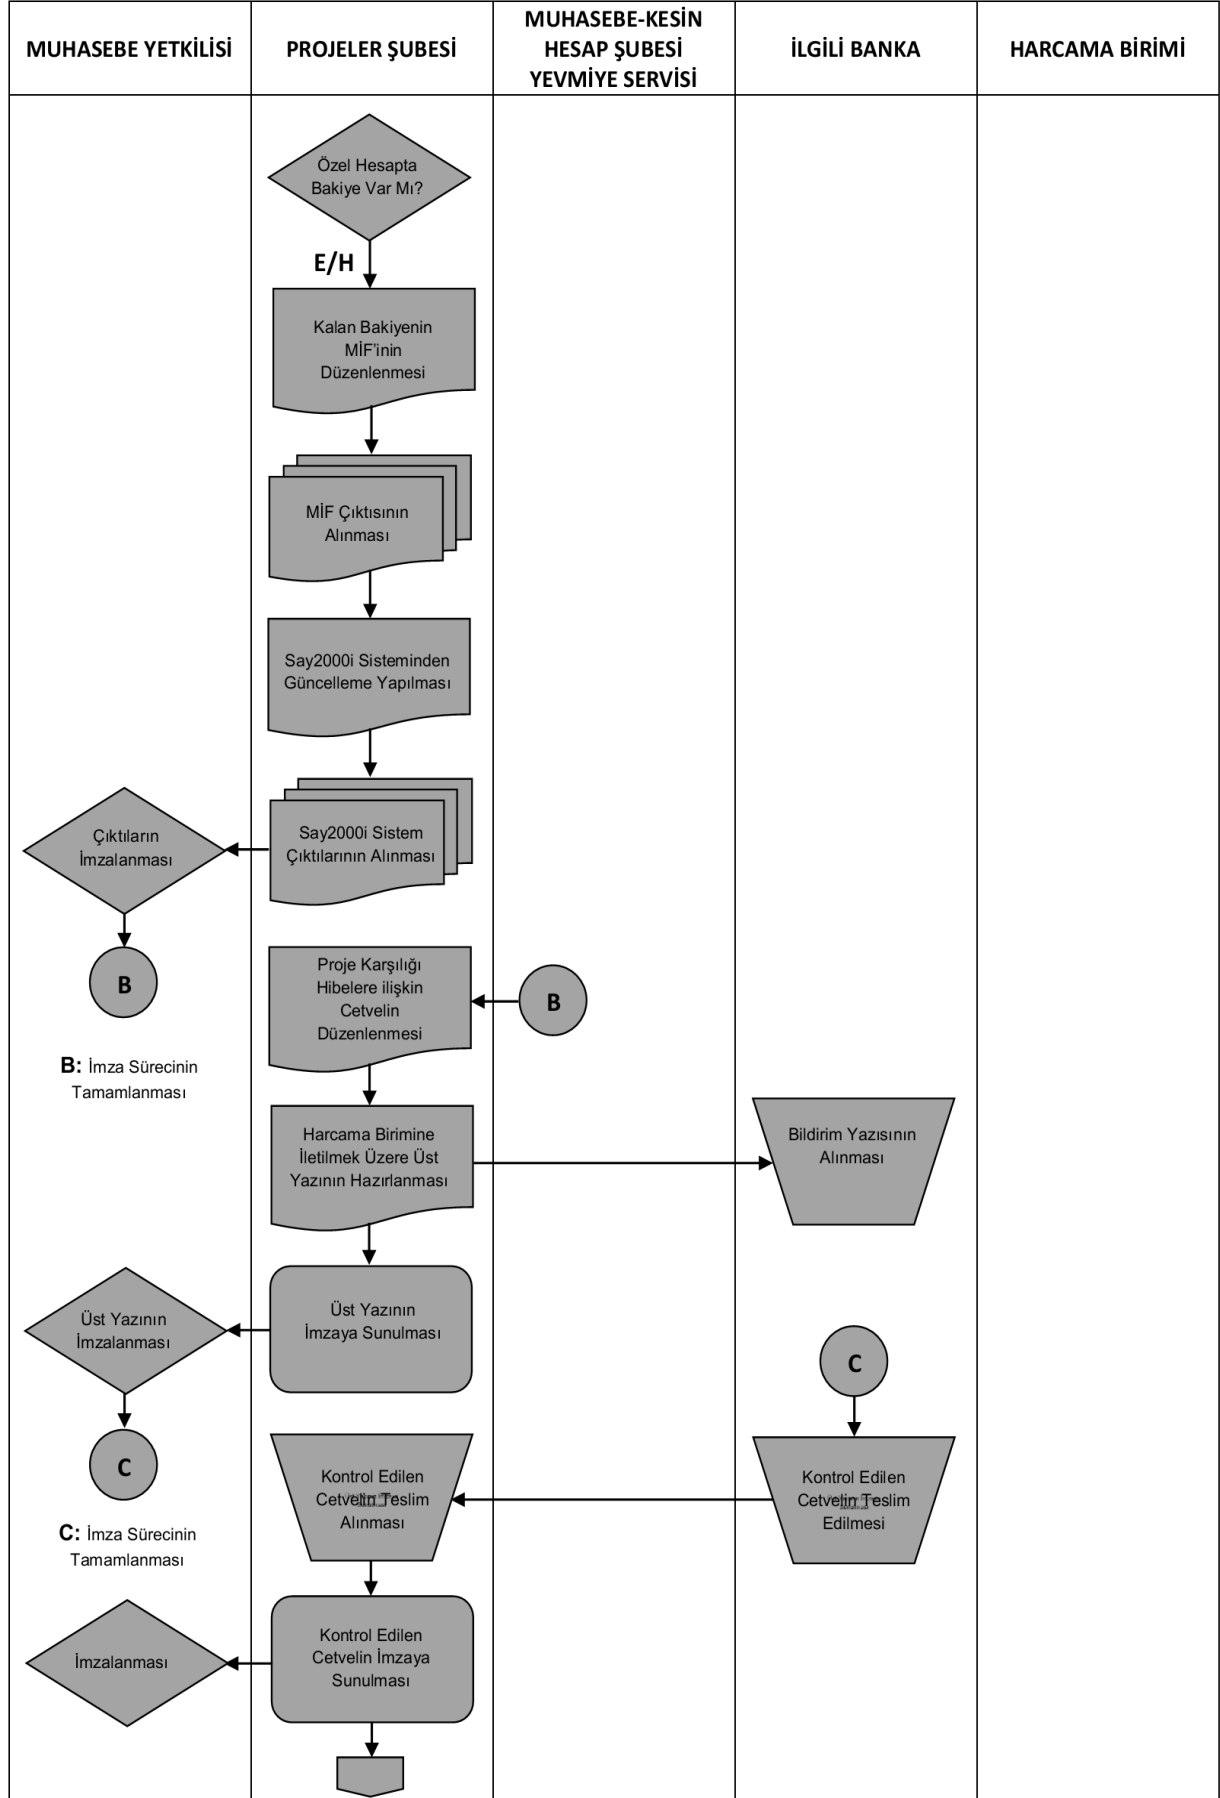 MUHASEBE YETKİLİSİ
PROJELER ŞUBESİ
MUHASEBE-KESİN
HESAP ŞUBESİ
YEVMİYE SERVİSİ
İLGİLİ BANKA
HARCAMA BİRİMİ
Özel Hesapta
Bakiye Var Mı?
E/H
Kalan Bakiyenin
MİF'inin
Düzenlenmesi
MİF Çıktısının
Alınması
Say2000i Sisteminden
Güncelleme Yapılması
Say2000i Sistem
Çıktılarının Alınması
Çıktıların
İmzalanması
B
B: İmza Sürecinin
Tamamlanması
Proje Karşılığı
Hibelere ilişkin
Cetvelin
Düzenlenmesi
B
Harcama Birimine
İletilmek Üzere Üst
Yazının Hazırlanması
Bildirim Yazısının
Alınması
Üst Yazının
İmzaya Sunulması
Üst Yazının
İmzalanması
C
C: İmza Sürecinin
Tamamlanması
C
Kontrol Edilen
Cetvelin Teslim
Edilmesi
Kontrol Edilen
Cetvelin Teslim
Alınması
Kontrol Edilen
Cetvelin İmzaya
Sunulması
İmzalanması